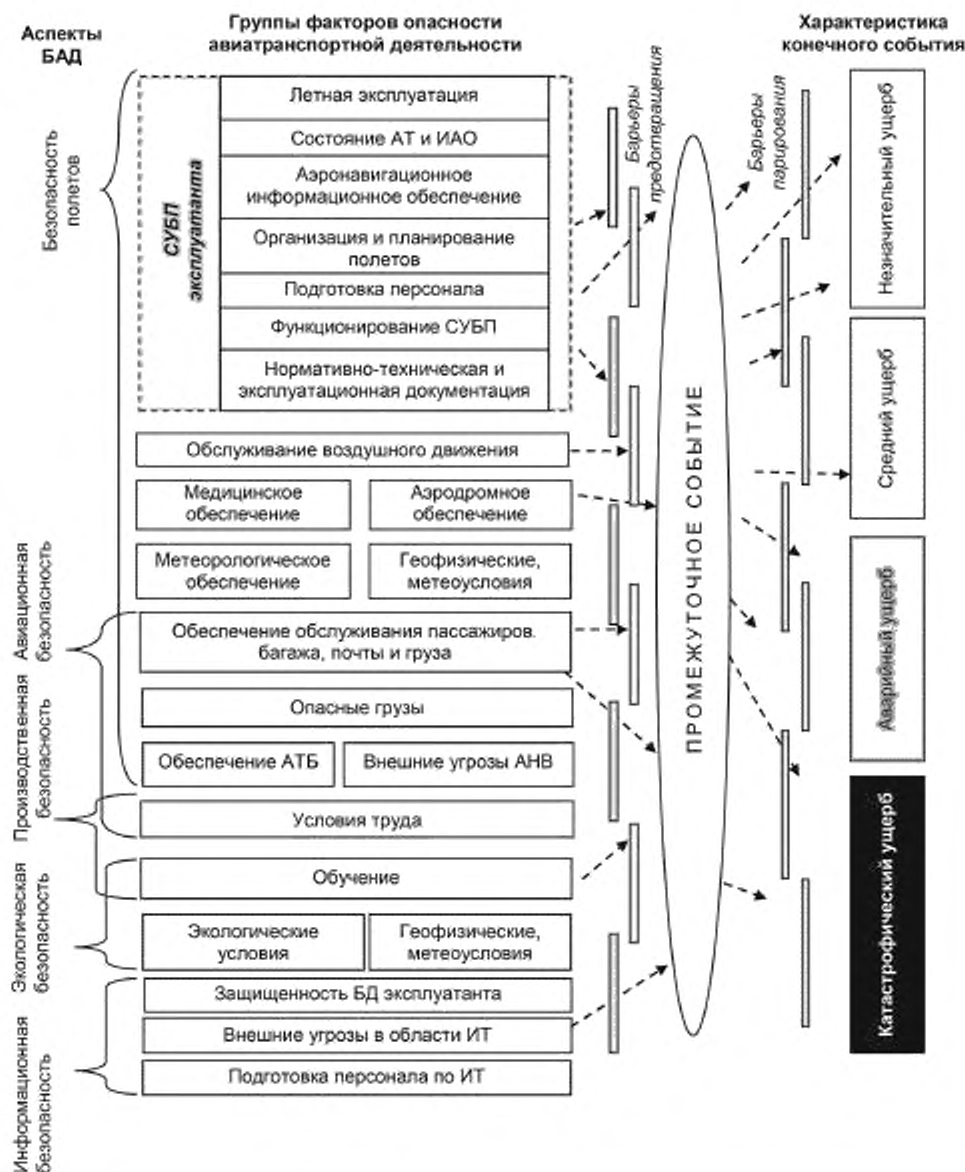 Аспекты
БАД
Группы факторов опасности
авиатранспортной деятельности
Характеристика
конечного события
Безопасность
полетов
СУБП
эксплуатанта
Летная эксплуатация
Состояние АТ и ИАО
Аэронавигационное
информационное обеспечение
Организация и планирование
полетов
Подготовка персонала
Функционирование СУБП
Нормативно-техническая и
эксплуатационная документация
Обслуживание воздушного движения
Медицинское
обеспечение
Аэродромное
обеспечение
Метеорологическое
обеспечение
Геофизические,
метеоусловия
Авиационная
безопасность
Обеспечение обслуживания пассажиров.
багажа, почты и груза
Опасные грузы
Обеспечение АТБ
Внешние угрозы АНВ
Производственная
безопасность
Условия труда
Обучение
Экологическая
безопасность
Экологические
условия
Геофизические,
метеоусловия
Информационная
безопасность
Защищенность БД эксплуатанта
Внешние угрозы в области ИТ
Подготовка персонала по ИТ
Барьеры
предотвращения
ПРОМЕЖУТОЧНОЕ СОБЫТИЕ
Барьеры
парирования
Незначительный ущерб
Средний ущерб
Аварийный ущерб
Катастрофический ущерб